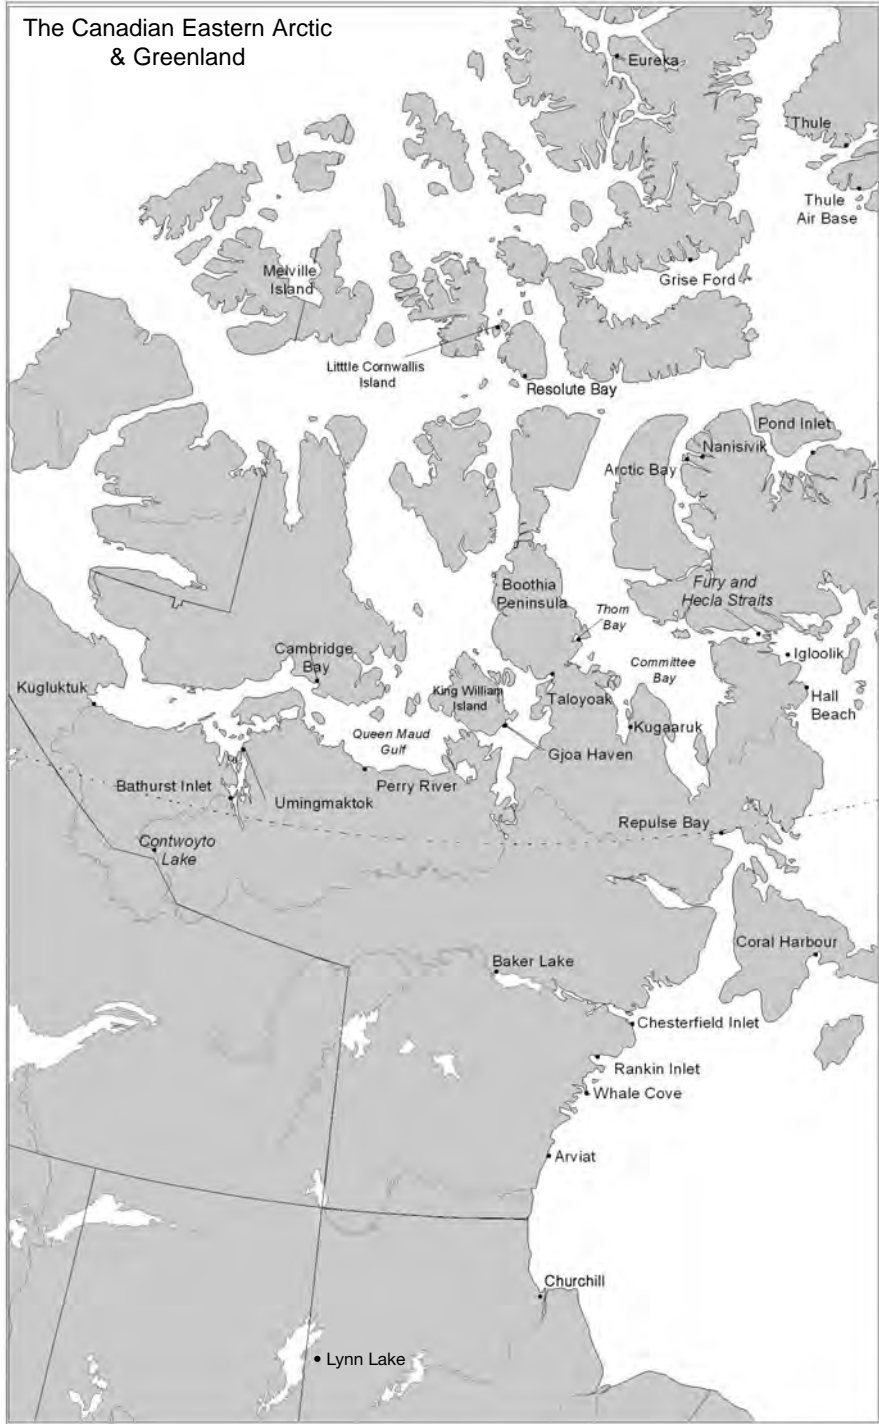 The Canadian Eastern Arctic
& Greenland
Eureka
Thule
Thule
Air Base
Melville
Island
Grise Ford
Litttle Cornwallis
Island
Resolute Bay
Pond Inlet
Nanisivik
Arctic Bay
Boothia
Peninsula
Fury and
Hecla Straits
Thom
Bay
Cambridge
Bay
Committee
Bay
Igloolik
Kugluktuk
King William
Island
Taloyoak
Hall
Beach
Queen Maud
Gulf
Kugaaruk
Gjoa Haven
Bathurst Inlet
Umingmaktok
Perry River
Repulse Bay
Contwoyto
Lake
Coral Harbour
Baker Lake
Chesterfield Inlet
Rankin Inlet
Whale Cove
Arviat
Churchill
Lynn Lake